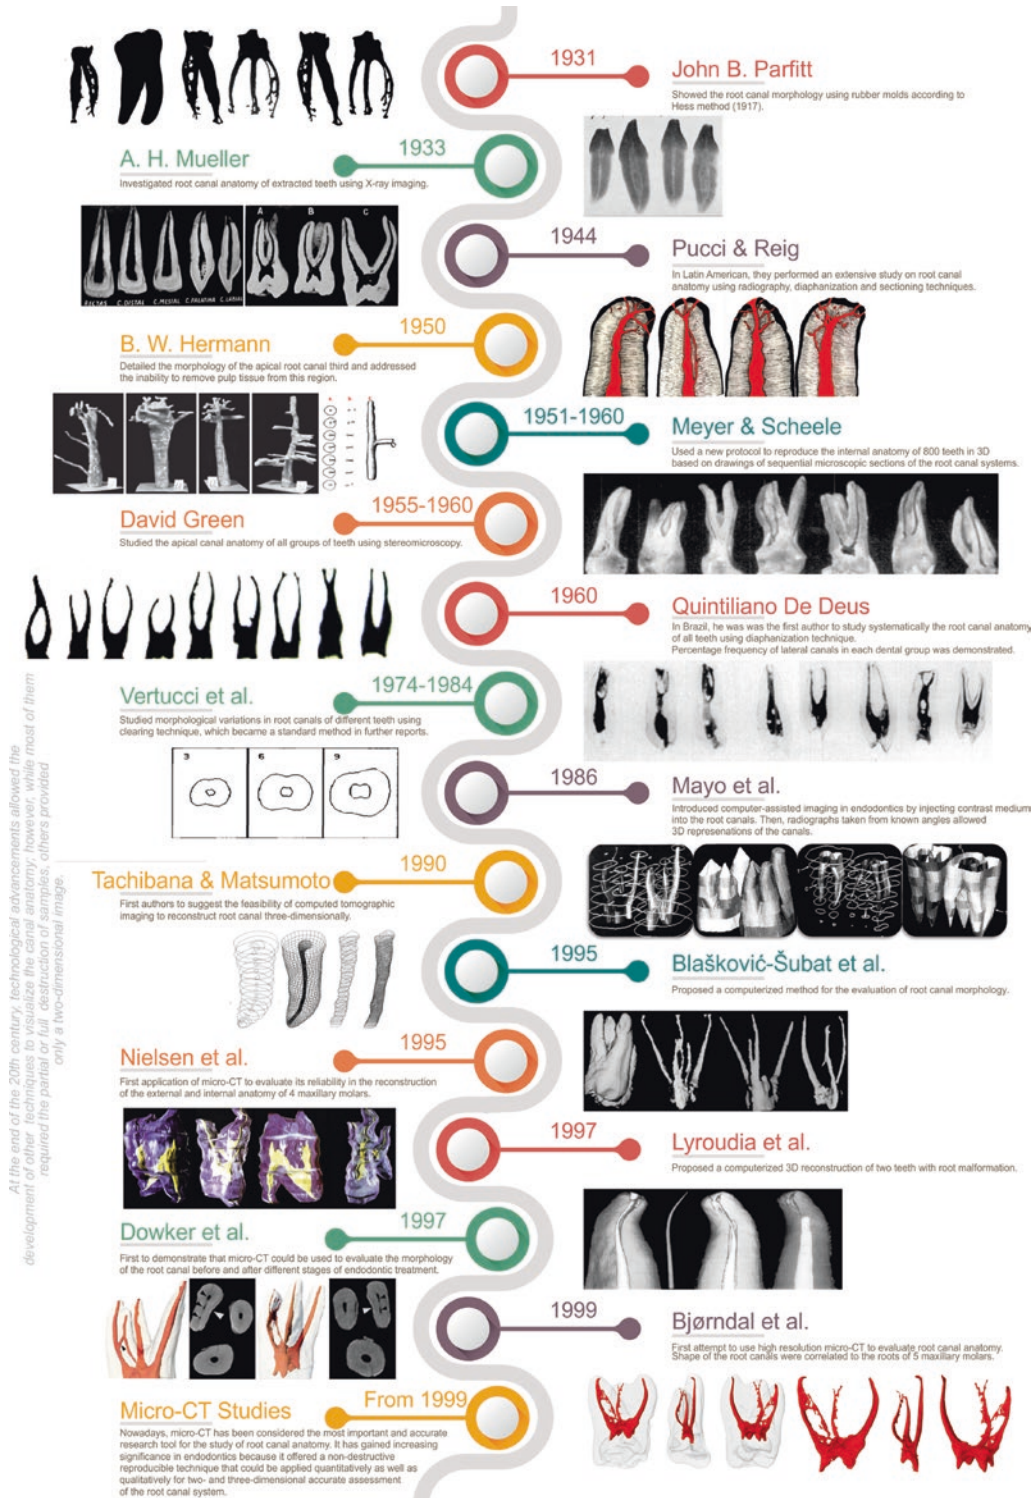 1931
John B. Parfitt
Showed the root canal morphology using rubber molds according to
Hess method (1917).
1933
A. H. Mueller
Investigated root canal anatomy of extracted teeth using X-ray imaging.
A
B
C
C. DISTAL
C. MESIAL
C. PALATINA
1944
Pucci & Reig
In Latin American, they performed an extensive study on root canal
anatomy using radiography, diaphanization and sectioning techniques.
1950
B. W. Hermann
Detailed the morphology of the apical root canal third and addressed
the inability to remove pulp tissue from this region.
1951-1960
Meyer & Scheele
Used a new protocol to reproduce the internal anatomy of 800 teeth in 3D
based on drawings of sequential microscopic sections of the root canal systems.
1955-1960
David Green
Studied the apical canal anatomy of all groups of teeth using stereomicroscopy.
1960
Quintiliano De Deus
In Brazil, he was was the first author to study systematically the root canal anatomy
of all teeth using diaphanization technique.
Percentage frequency of lateral canals in each dental group was demonstrated.
1974-1984
Vertucci et al.
Studied morphological variations in root canals of different teeth using
clearing technique, which became a standard method in further reports.
3
6
9
1986
Mayo et al.
Introduced computer-assisted imaging in endodontics by injecting contrast medium
into the root canals. Then, radiographs taken from known angles allowed
3D represenations of the canals.
1990
Tachibana & Matsumoto
First authors to suggest the feasibility of computed tomographic
imaging to reconstruct root canal three-dimensionally.
1995
Blašković-Šubat et al.
Proposed a computerized method for the evaluation of root canal morphology.
1995
Nielsen et al.
First application of micro-CT to evaluate its reliability in the reconstruction
of the external and internal anatomy of 4 maxillary molars.
1997
Lyroudia et al.
Proposed a computerized 3D reconstruction of two teeth with root malformation.
1997
Dowker et al.
First to demonstrate that micro-CT could be used to evaluate the morphology
of the root canal before and after different stages of endodontic treatment.
1999
Bjørndal et al.
First attempt to use high resolution micro-CT to evaluate root canal anatomy.
Shape of the root canals were correlated to the roots of 5 maxillary molars.
From 1999
Micro-CT Studies
Nowadays, micro-CT has been considered the most important and accurate
research tool for the study of root canal anatomy. It has gained increasing
significance in endodontics because it offered a non-destructive
reproducible technique that could be applied quantitatively as well as
qualitatively for two- and three-dimensional accurate assessment
of the root canal system.
At the end of the 20th century, technological advancements allowed the
development of other techniques to visualize the canal anatomy; however, while most of them
required the partial or full destruction of samples, others provided
only a two-dimensional image.